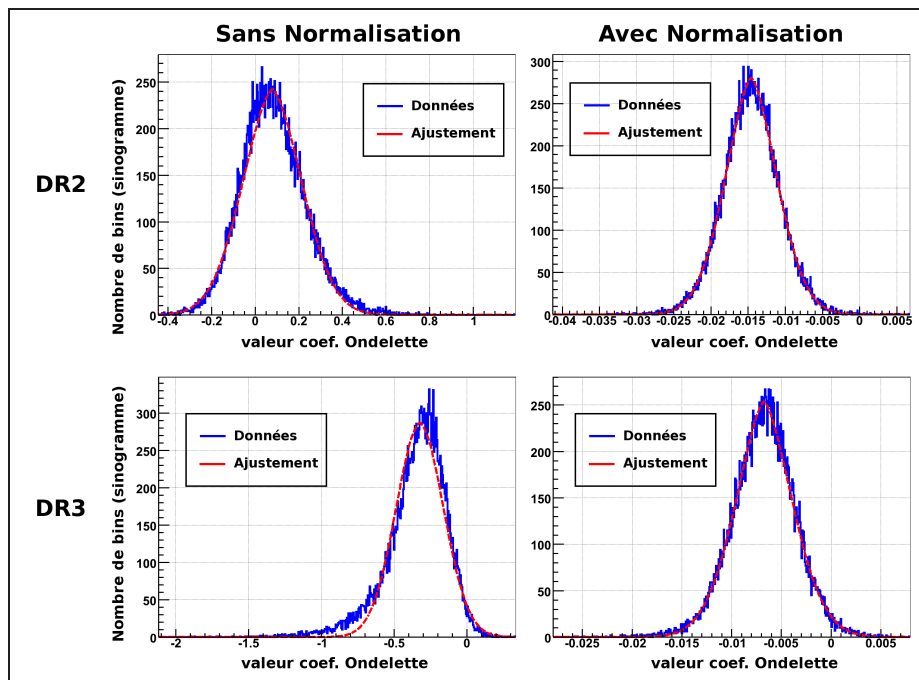 Sans Normalisation
Avec Normalisation
DR2
Nombre de bins (sinogramme)
250
200
150
100
50
0
Données
Ajustement
-0.4 -0.2 0 0.2 0.4 0.6 0.8 1
valeur coef. Ondelette
300
250
200
150
100
50
0
Données
Ajustement
-0.04 -0.035 -0.03 -0.025 -0.02 -0.015 -0.01 -0.005 0 0.005
valeur coef. Ondelette
DR3
Nombre de bins (sinogramme)
300
250
200
150
100
50
0
Données
Ajustement
-2 -1.5 -1 -0.5 0
valeur coef. Ondelette
250
200
150
100
50
0
Données
Ajustement
-0.025 -0.02 -0.015 -0.01 -0.005 0 0.005
valeur coef. Ondelette